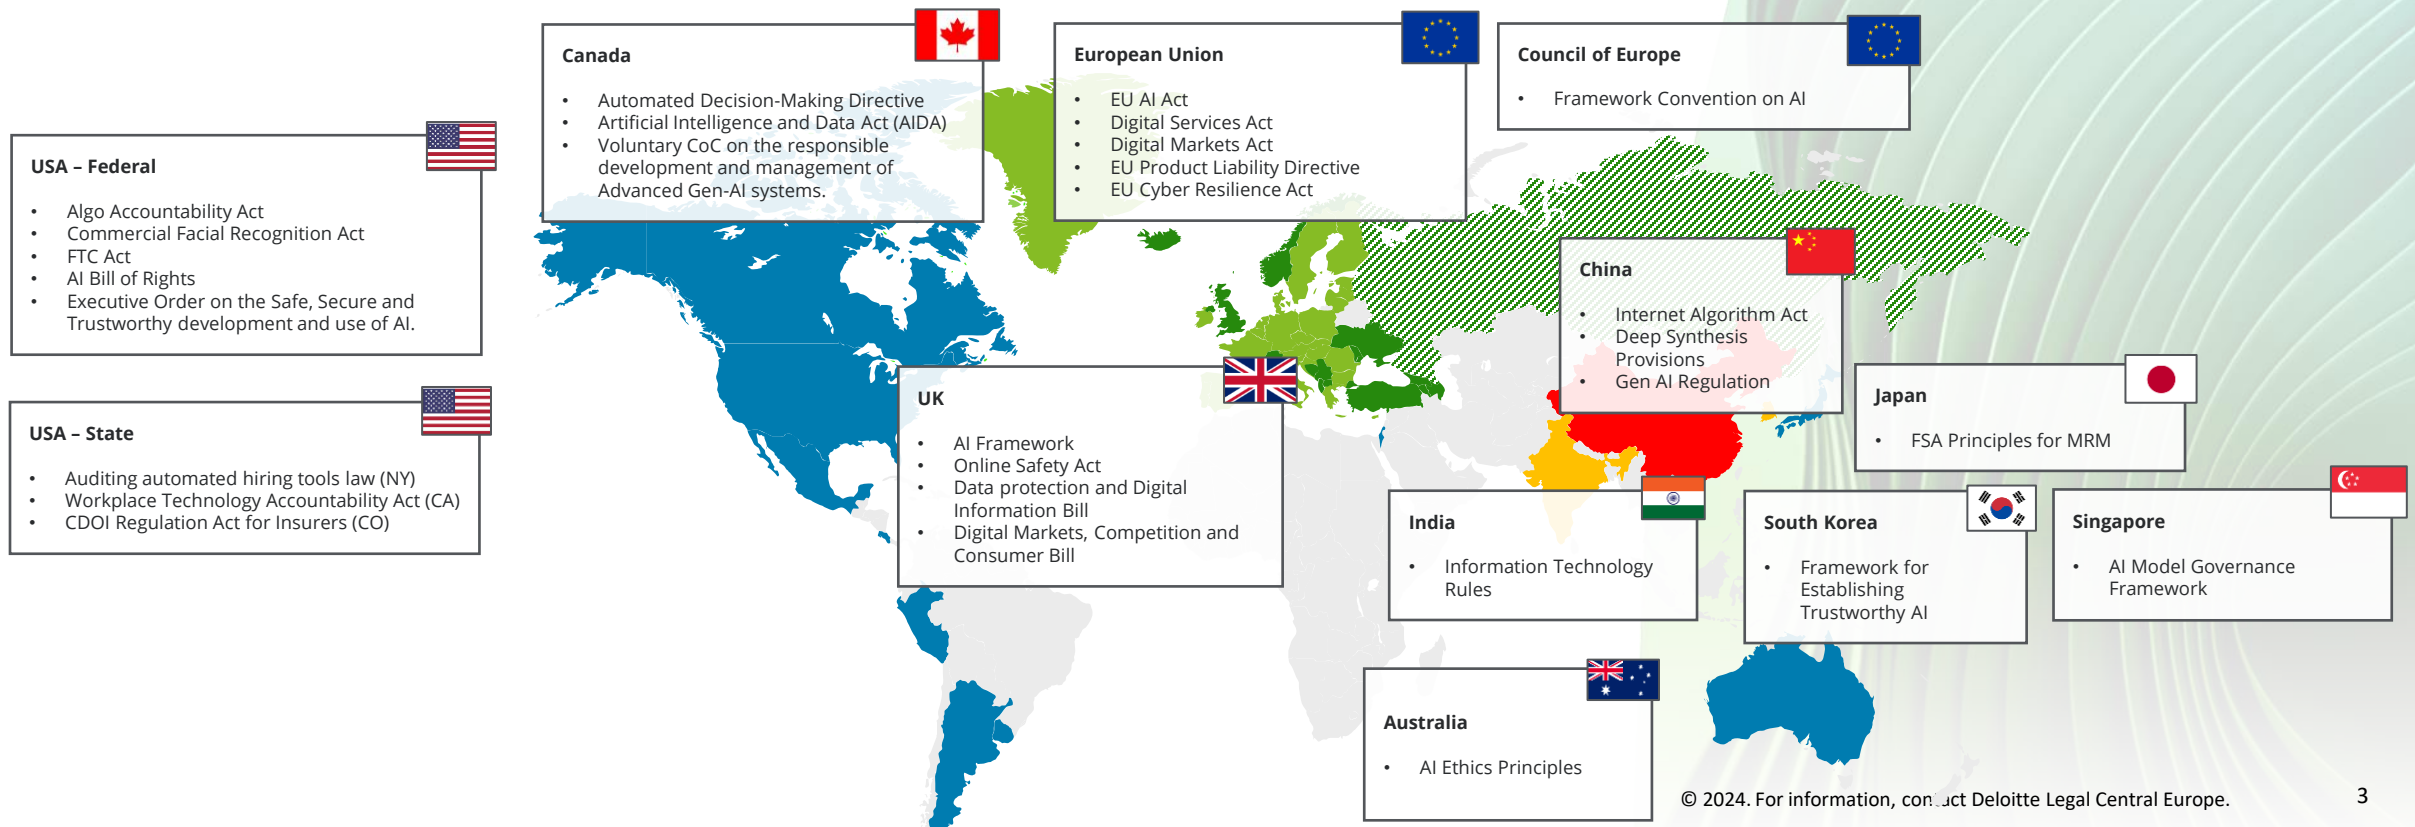 Canada
• Automated Decision-Making Directive
• Artificial Intelligence and Data Act (AIDA)
• Voluntary CoC on the responsible
development and management of
Advanced Gen-AI systems.
European Union
• EU AI Act
• Digital Services Act
• Digital Markets Act
• EU Product Liability Directive
• EU Cyber Resilience Act
Council of Europe
• Framework Convention on AI
USA – Federal
• Algo Accountability Act
• Commercial Facial Recognition Act
• FTC Act
• AI Bill of Rights
• Executive Order on the Safe, Secure and
Trustworthy development and use of AI.
China
• Internet Algorithm Act
• Deep Synthesis
Provisions
• Gen AI Regulation
USA – State
• Auditing automated hiring tools law (NY)
• Workplace Technology Accountability Act (CA)
• CDOI Regulation Act for Insurers (CO)
UK
• AI Framework
• Online Safety Act
• Data protection and Digital
Information Bill
• Digital Markets, Competition and
Consumer Bill
Japan
• FSA Principles for MRM
India
• Information Technology
Rules
South Korea
• Framework for
Establishing
Trustworthy AI
Singapore
• AI Model Governance
Framework
Australia
• AI Ethics Principles
© 2024. For information, contact Deloitte Legal Central Europe.
3